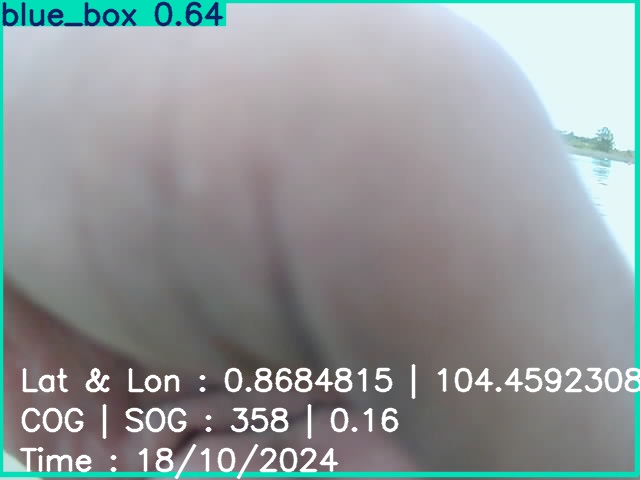 blue_box 0.64
Lat & Lon : 0.8684815 | 104.4592308
COG | SOG : 358 | 0.16
Time : 18/10/2024